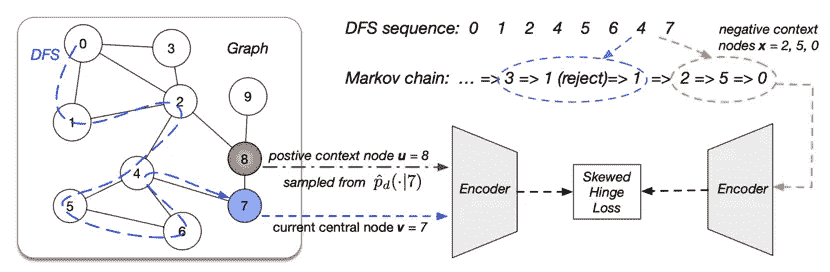 DFS sequence: 0 1 2 4 5 6 4 7
negative context
nodes x = 2, 5, 0
Markov chain: ... => 3 => 1 (reject)=> 1 => 2 => 5 => 0
DFS
Graph
0
3
2
9
1
8
4
5
7
6
postive context node u = 8
sampled from p̂_d(·|7)
current central node v = 7
Encoder
Skewed
Hinge
Loss
Encoder